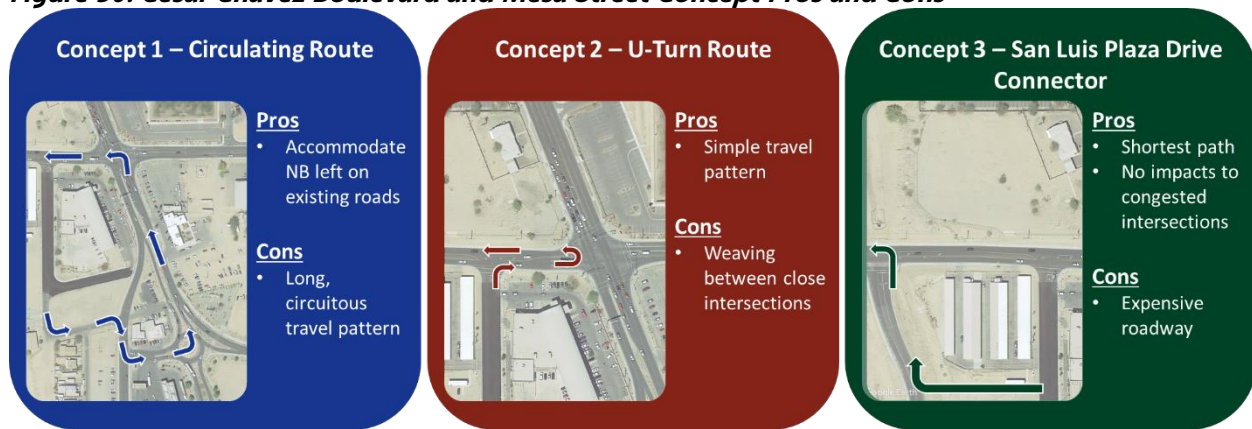 Concept 1 – Circulating Route
Pros
• Accommodate
NB left on
existing roads
Cons
• Long,
circuitous
travel pattern
Concept 2 – U-Turn Route
Pros
• Simple travel
pattern
Cons
• Weaving
between close
intersections
Concept 3 – San Luis Plaza Drive
Connector
Pros
• Shortest path
• No impacts to
congested
intersections
Cons
• Expensive
roadway